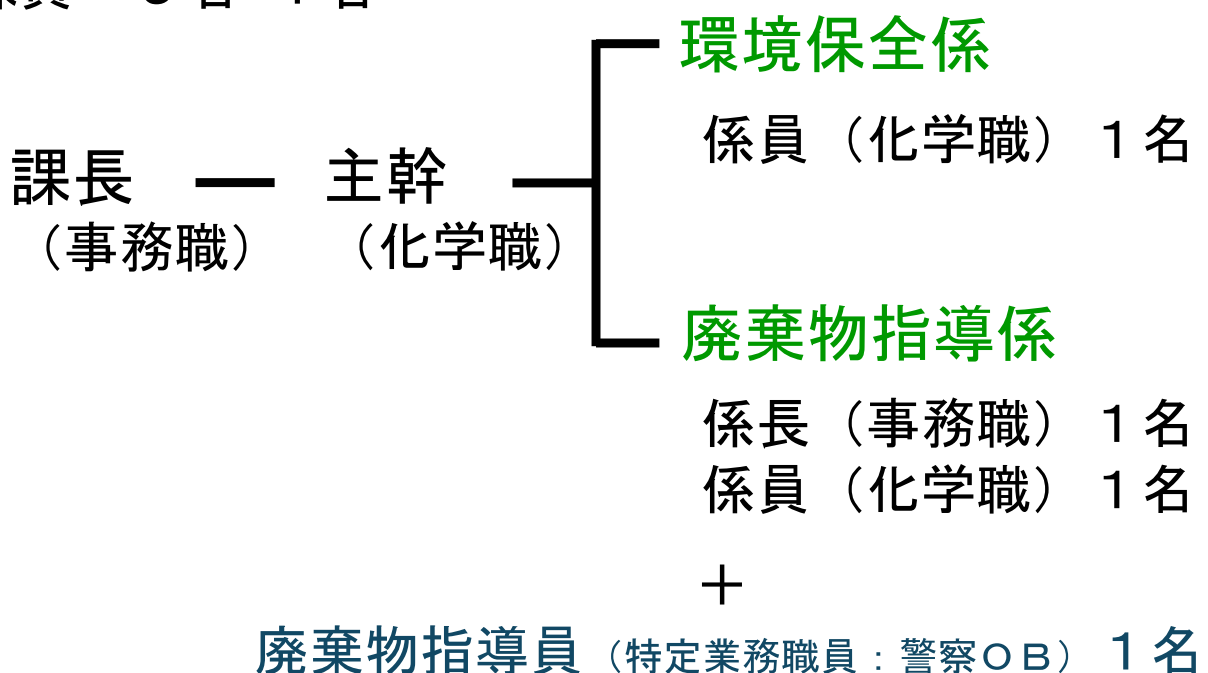 環境保全係
係員（化学職）１名
課長 ― 主幹
（事務職）（化学職）
廃棄物指導係
係長（事務職）１名
係員（化学職）１名
＋
廃棄物指導員（特定業務職員：警察ＯＢ）１名